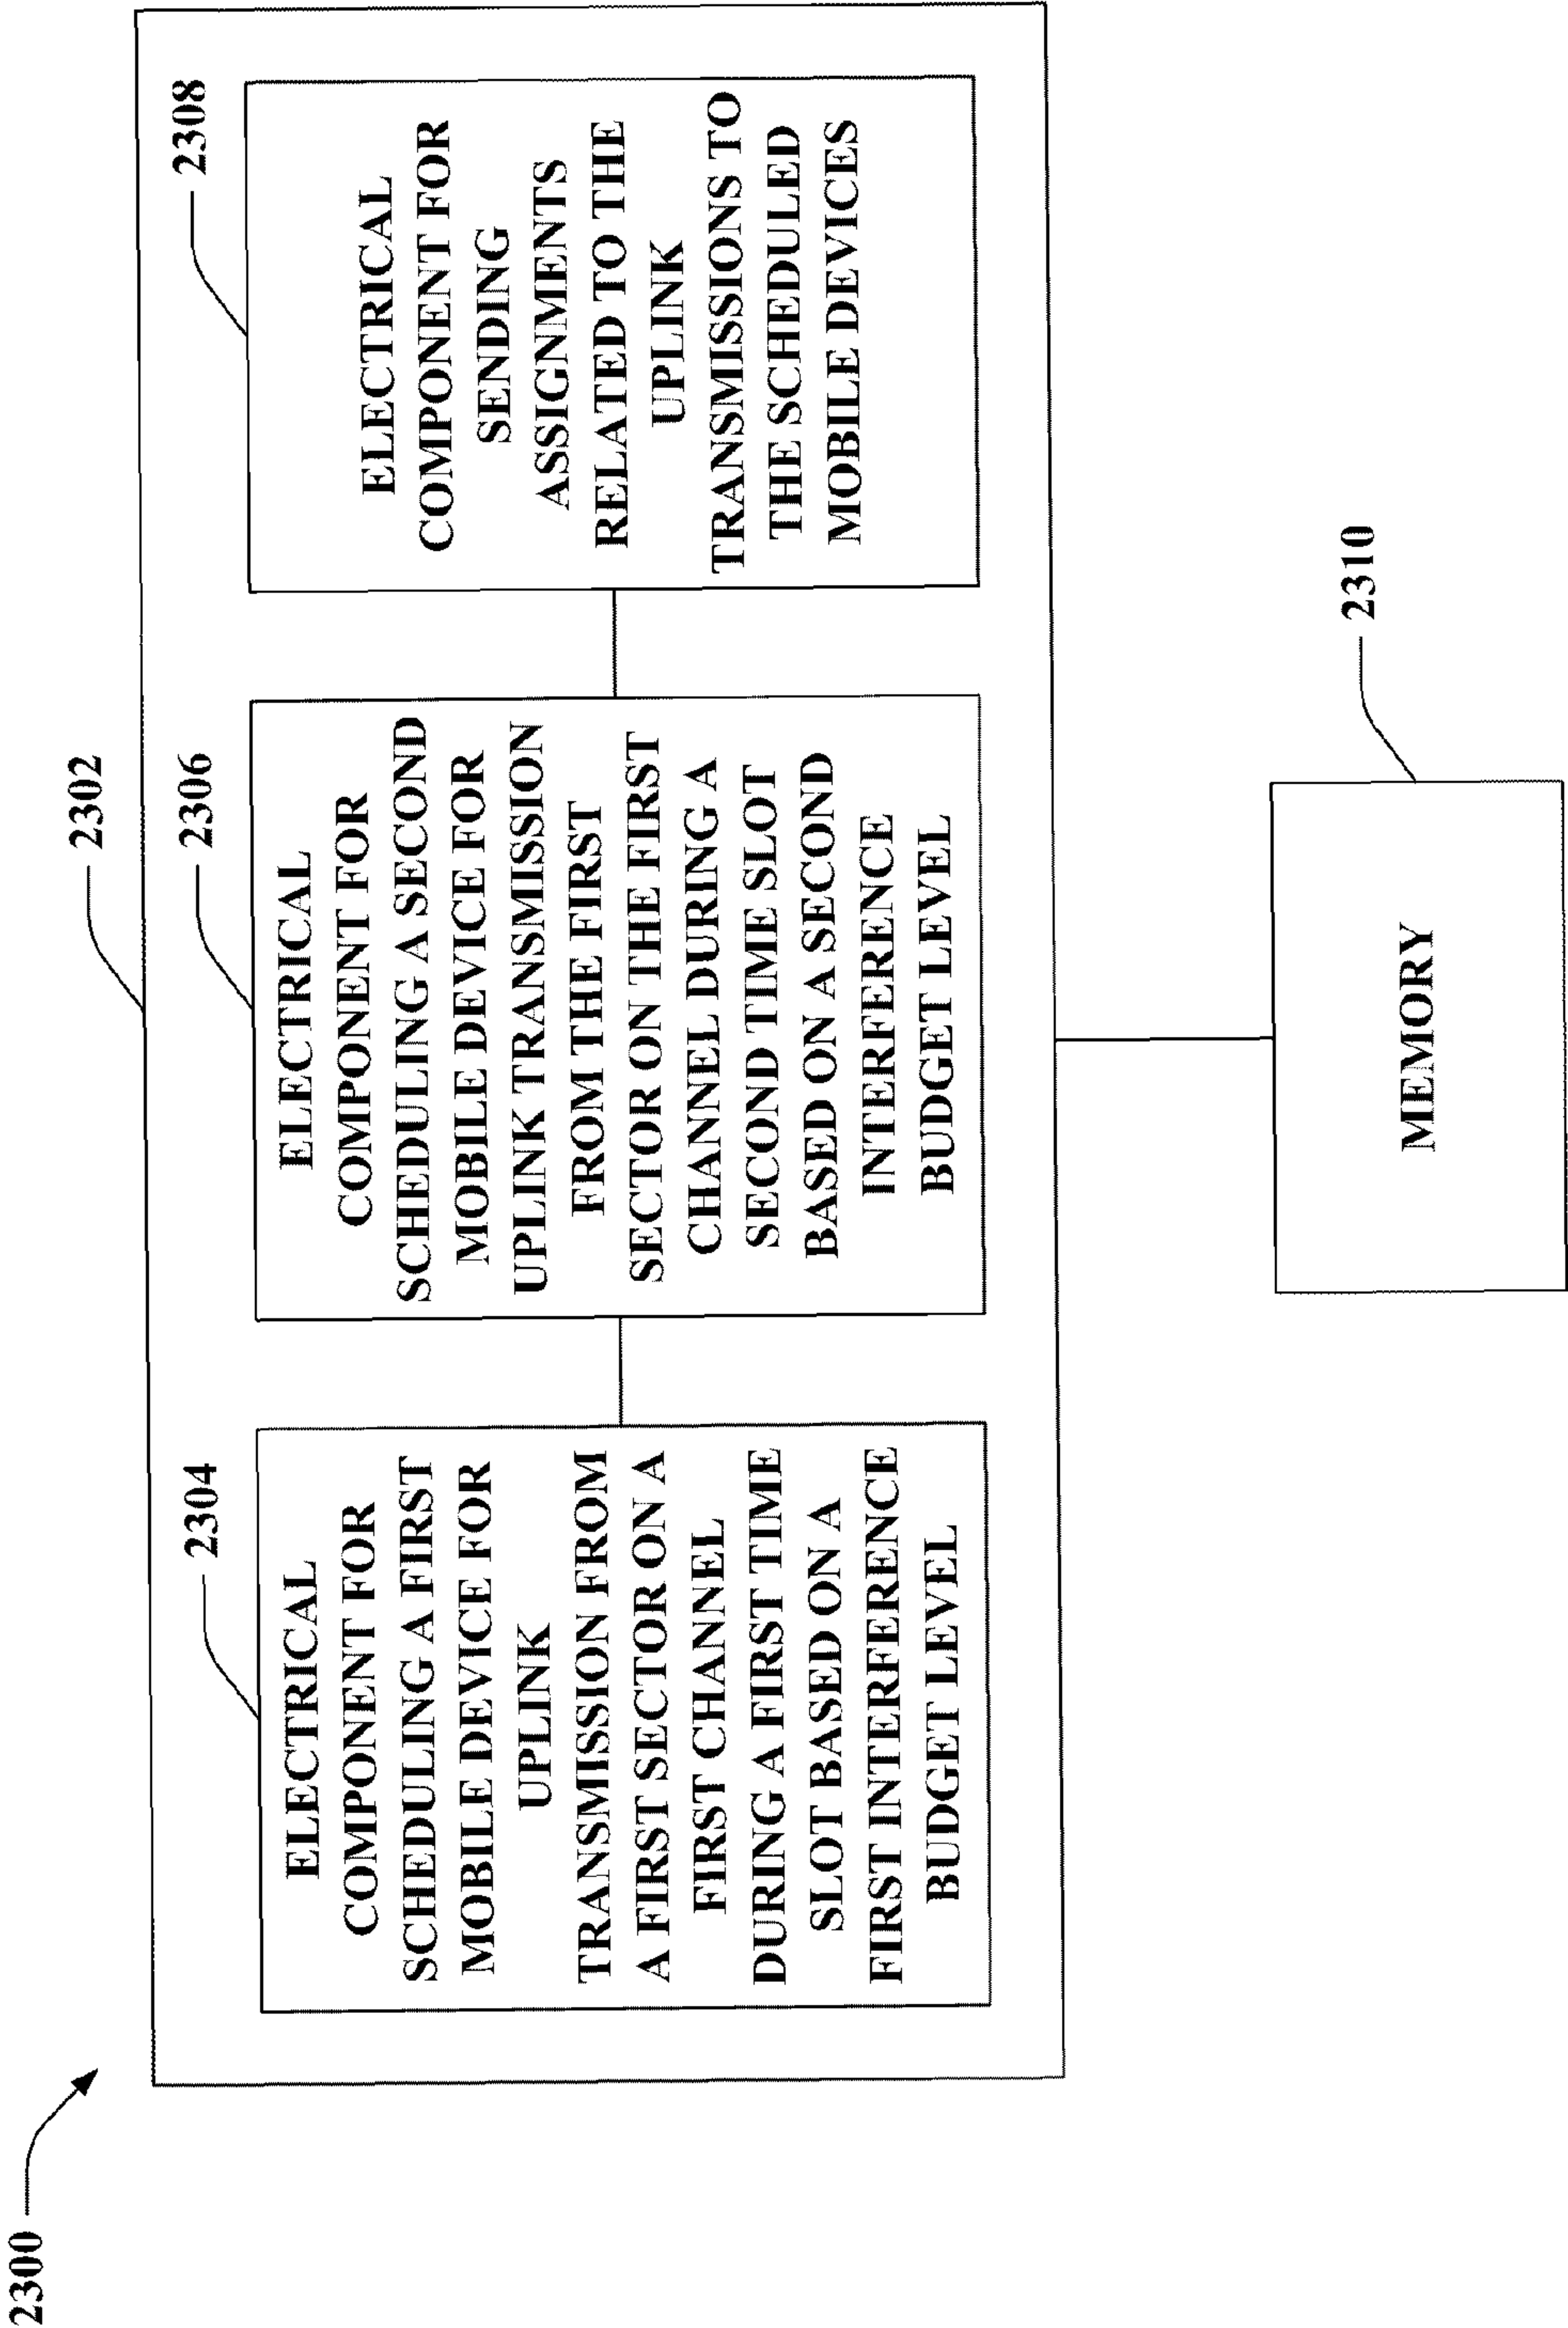 2300
2302
2304
ELECTRICAL
COMPONENT FOR
SCHEDULING A FIRST
MOBILE DEVICE FOR
UPLINK
TRANSMISSION FROM
A FIRST SECTOR ON A
FIRST CHANNEL
DURING A FIRST TIME
SLOT BASED ON A
FIRST INTERFERENCE
BUDGET LEVEL
2306
ELECTRICAL
COMPONENT FOR
SCHEDULING A SECOND
MOBILE DEVICE FOR
UPLINK TRANSMISSION
FROM THE FIRST
SECTOR ON THE FIRST
CHANNEL DURING A
SECOND TIME SLOT
BASED ON A SECOND
INTERFERENCE
BUDGET LEVEL
2308
ELECTRICAL
COMPONENT FOR
SENDING
ASSIGNMENTS
RELATED TO THE
UPLINK
TRANSMISSIONS TO
THE SCHEDULED
MOBILE DEVICES
2310
MEMORY